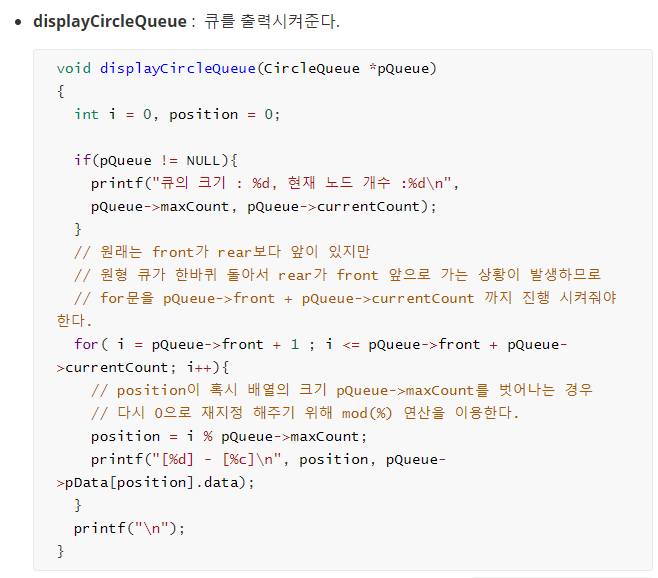 displayCircleQueue : 큐를 출력시켜준다.
void displayCircleQueue(CircleQueue *pQueue)
{
int i = 0, position = 0;
if(pQueue != NULL){
printf("큐의 크기 : %d, 현재 노드 개수 :%d\n",
pQueue->maxCount, pQueue->currentCount);
}
// 원래는 front가 rear보다 앞이 있지만
// 원형 큐가 한바퀴 돌아서 rear가 front 앞으로 가는 상황이 발생하므로
// for문을 pQueue->front + pQueue->currentCount 까지 진행 시켜줘야
한다.
for( i = pQueue->front + 1 ; i <= pQueue->front + pQueue-
>currentCount; i++){
// position이 혹시 배열의 크기 pQueue->maxCount를 벗어나는 경우
// 다시 0으로 재지정 해주기 위해 mod(%) 연산을 이용한다.
position = i % pQueue->maxCount;
printf("[%d] - [%c]\n", position, pQueue-
>pData[position].data);
}
printf("\n");
}